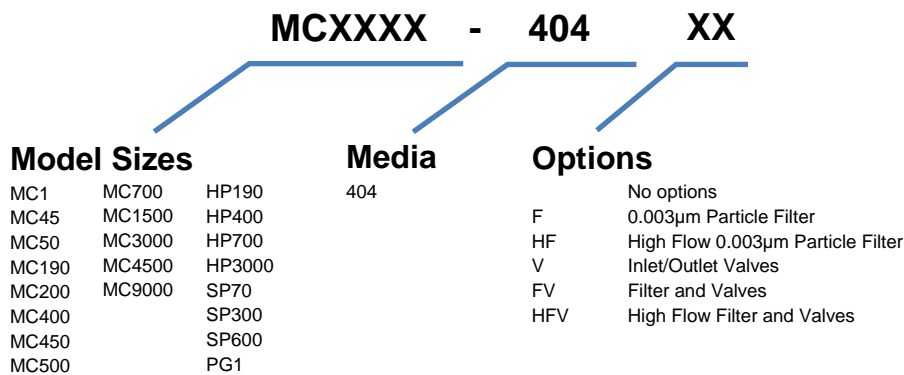 MCXXXX - 404 XX
Model Sizes Media Options
MC1 MC700 HP190 404 No options
MC45 MC1500 HP400 F 0.003µm Particle Filter
MC50 MC3000 HP700 HF High Flow 0.003µm Particle Filter
MC190 MC4500 HP3000 V Inlet/Outlet Valves
MC200 MC9000 SP70 FV Filter and Valves
MC400 SP300 HFV High Flow Filter and Valves
MC450 SP600
MC500 PG1